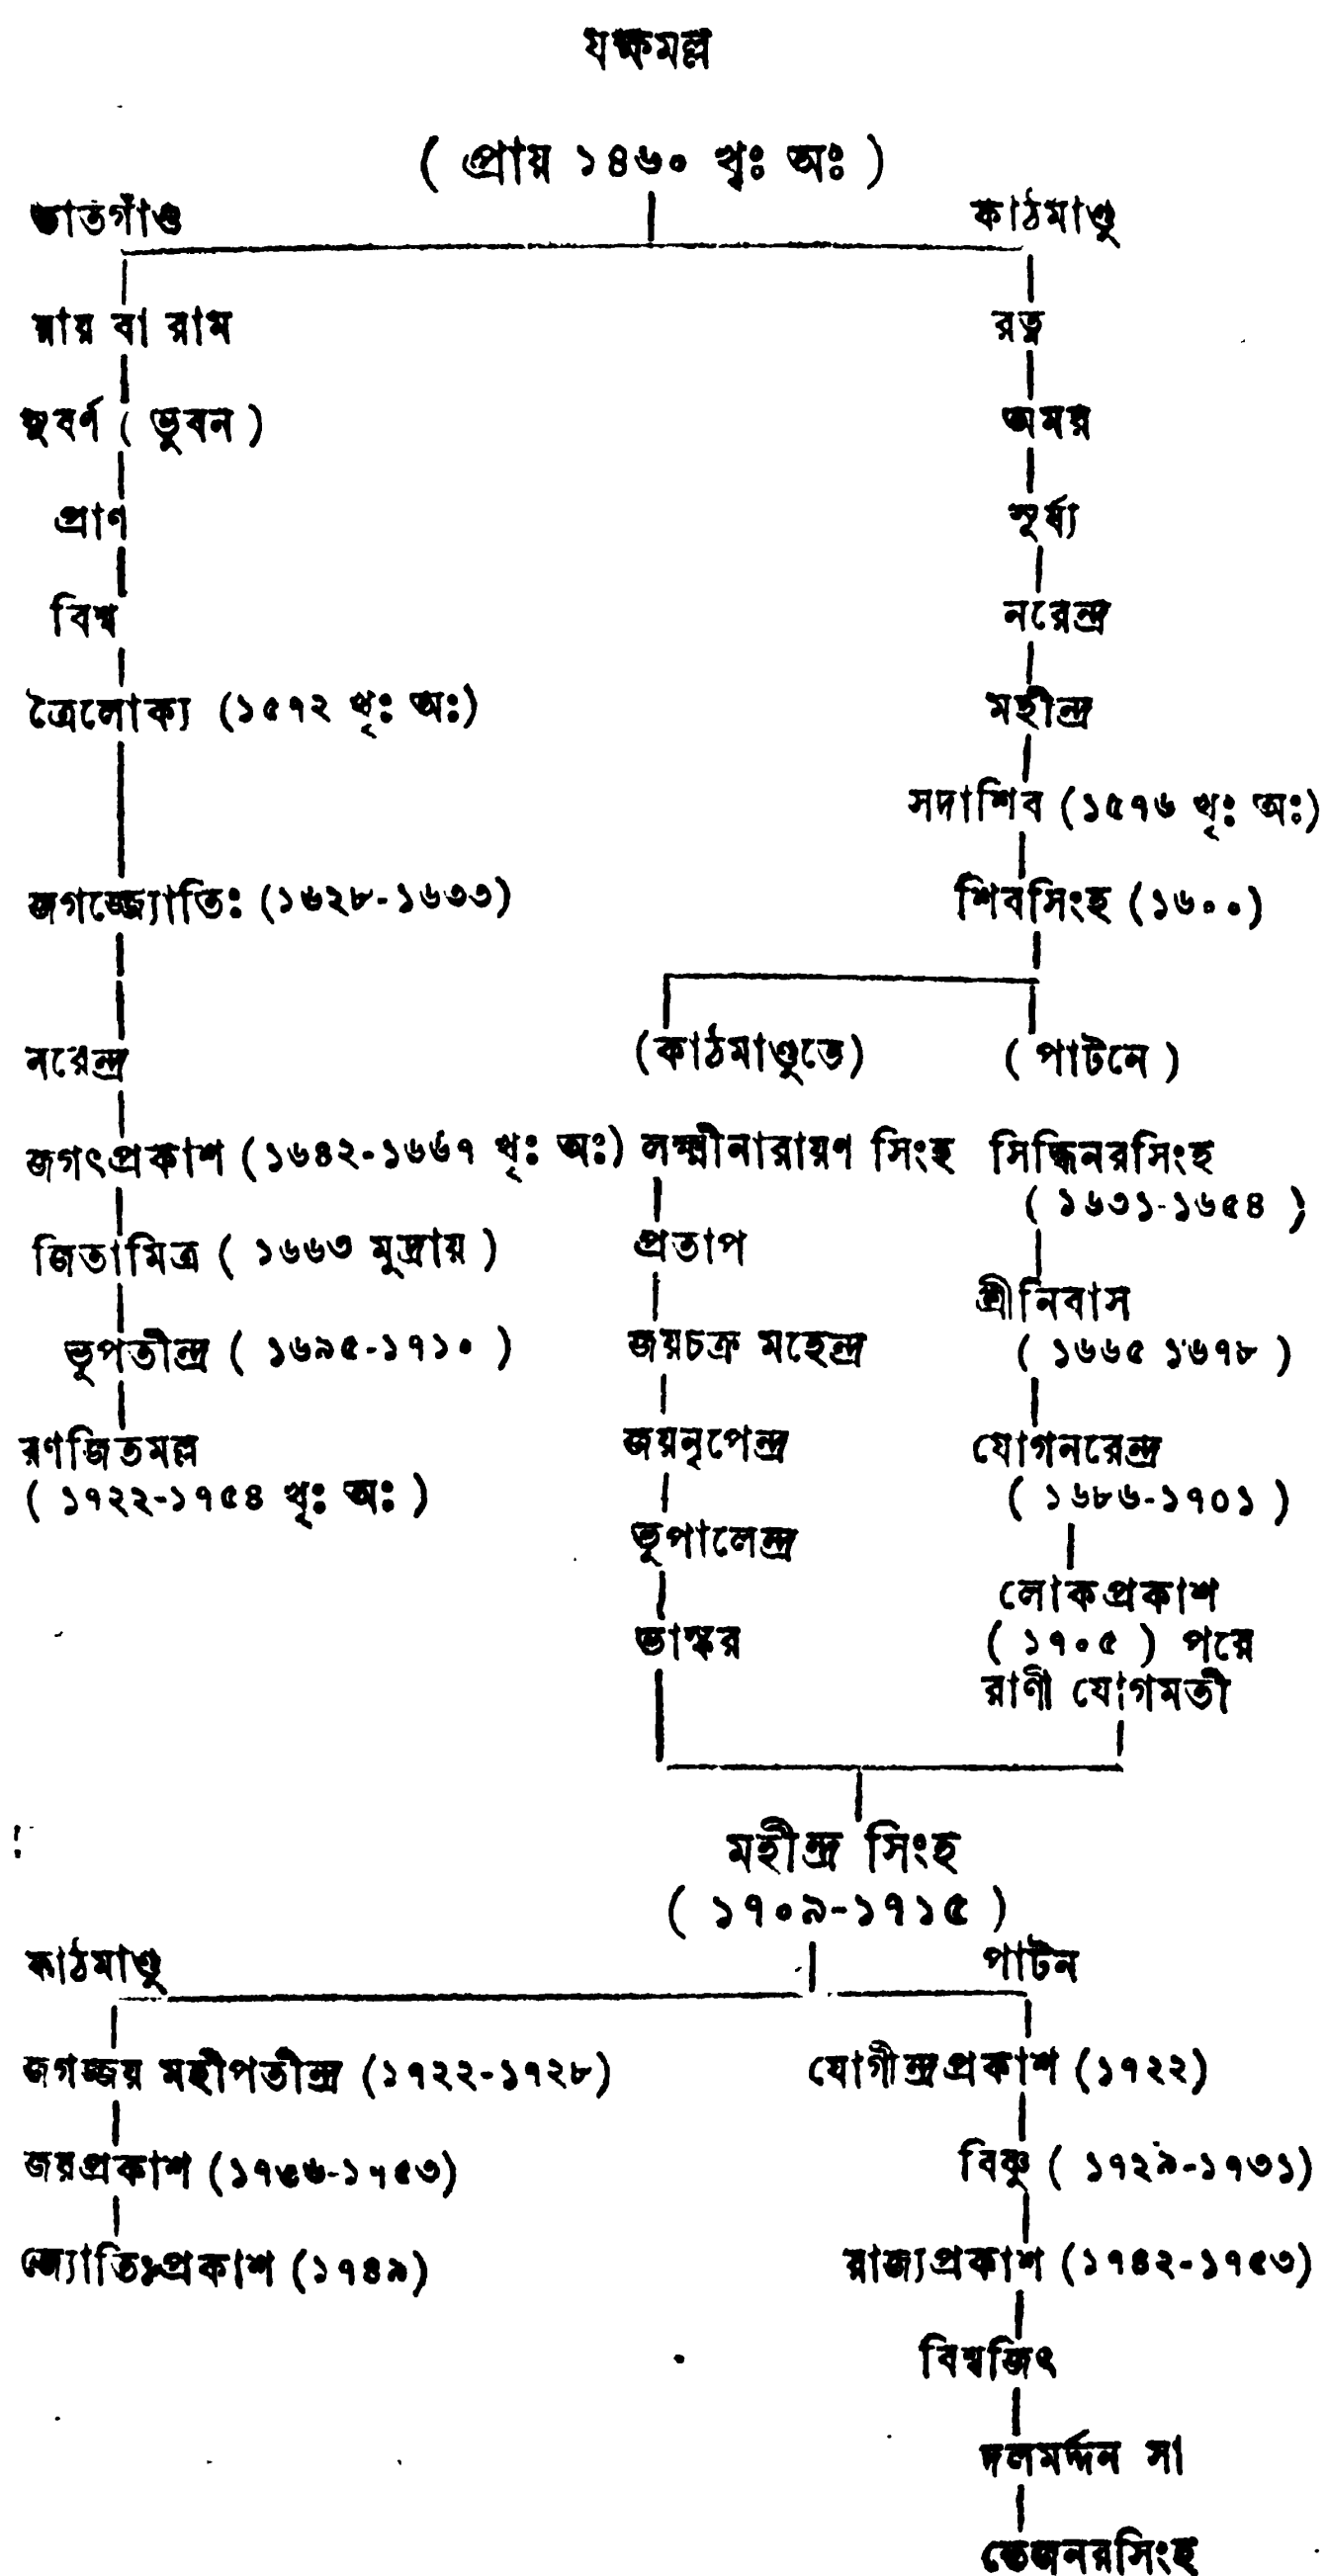 যক্ষমল্ল
( প্রায় ১৪৬০ খৃঃ অঃ )
ভাতগাঁও কাঠমাণ্ডু
রায় বা রাম রত্ন
সুবর্ণ ( ভুবন ) অমর
প্রাণ সূর্য্য
বিশ্ব নরেন্দ্র
ত্রৈলোক্য (১৫৭২ খৃঃ অঃ) মহীন্দ্র
সদাশিব (১৫৭৬ খৃঃ অঃ)
জগজ্জ্যোতিঃ (১৬২৮-১৬৩৩) শিবসিংহ (১৬০০)
নরেন্দ্র (কাঠমাণ্ডুতে) ( পাটনে )
জগৎপ্রকাশ (১৬৪২-১৬৬৭ খৃঃ অঃ) লক্ষ্মীনারায়ণ সিংহ সিদ্ধিনরসিংহ
( ১৬৩১-১৬৫৪ )
জিতামিত্র ( ১৬৬৩ মুদ্রায় ) প্রতাপ
শ্রীনিবাস
ভূপতীন্দ্র ( ১৬৯৫-১৭১০ ) জয়চক্র মহেন্দ্র ( ১৬৬৫ ১৬৭৮ )
রণজিতমল্ল জয়নৃপেন্দ্র যোগনরেন্দ্র
( ১৭২২-১৭৫৪ খৃঃ অঃ ) ( ১৬৮৬-১৭০১ )
ভূপালেন্দ্র
লোকপ্রকাশ
ভাস্কর ( ১৭০৫ ) পরে
রাণী যোগমতী
মহীন্দ্র সিংহ
( ১৭০৯-১৭১৫ )
কাঠমাণ্ডু পাটন
জগজ্জয় মহীপতীন্দ্র (১৭২২-১৭২৮) যোগীন্দ্রপ্রকাশ (১৭২২)
জয়প্রকাশ বিষ্ণু ( ১৭২৯-১৭৩১)
জ্যোতিঃপ্রকাশ (১৭৪৯) রাজ্যপ্রকাশ (১৭৪২-১৭৫৩)
বিশ্বজিৎ
দলমর্দ্দন সা
তেজনরসিংহ